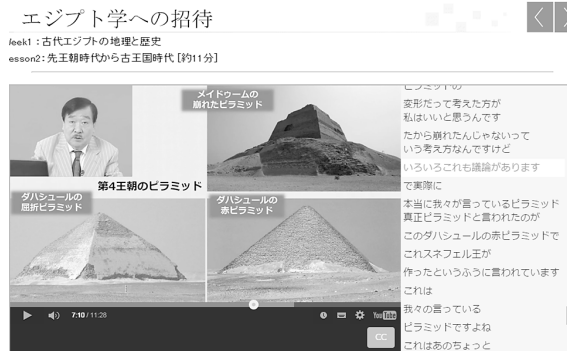 エジプト学への招待
Week1：古代エジプトの地理と歴史
esson2：先王朝時代から古王国時代 [約11分]
メイドゥームの
崩れたピラミッド
第4王朝のピラミッド
ダハシュールの
屈折ピラミッド
ダハシュールの
赤ピラミッド
7:10 / 11:28
YouTube
CC
ピラミッドの
変形だって考えた方が
私はいいと思うんです
だから崩れたんじゃないって
いう考え方なんですけど
いろいろこれも議論があります
で実際に
本当に我々が言っているピラミッド
真正ピラミッドと言われたのが
このダハシュールの赤ピラミッドで
これスネフェル王が
作ったというふうに言われています
これは
我々の言っている
ピラミッドですよね
これはあのちょっと